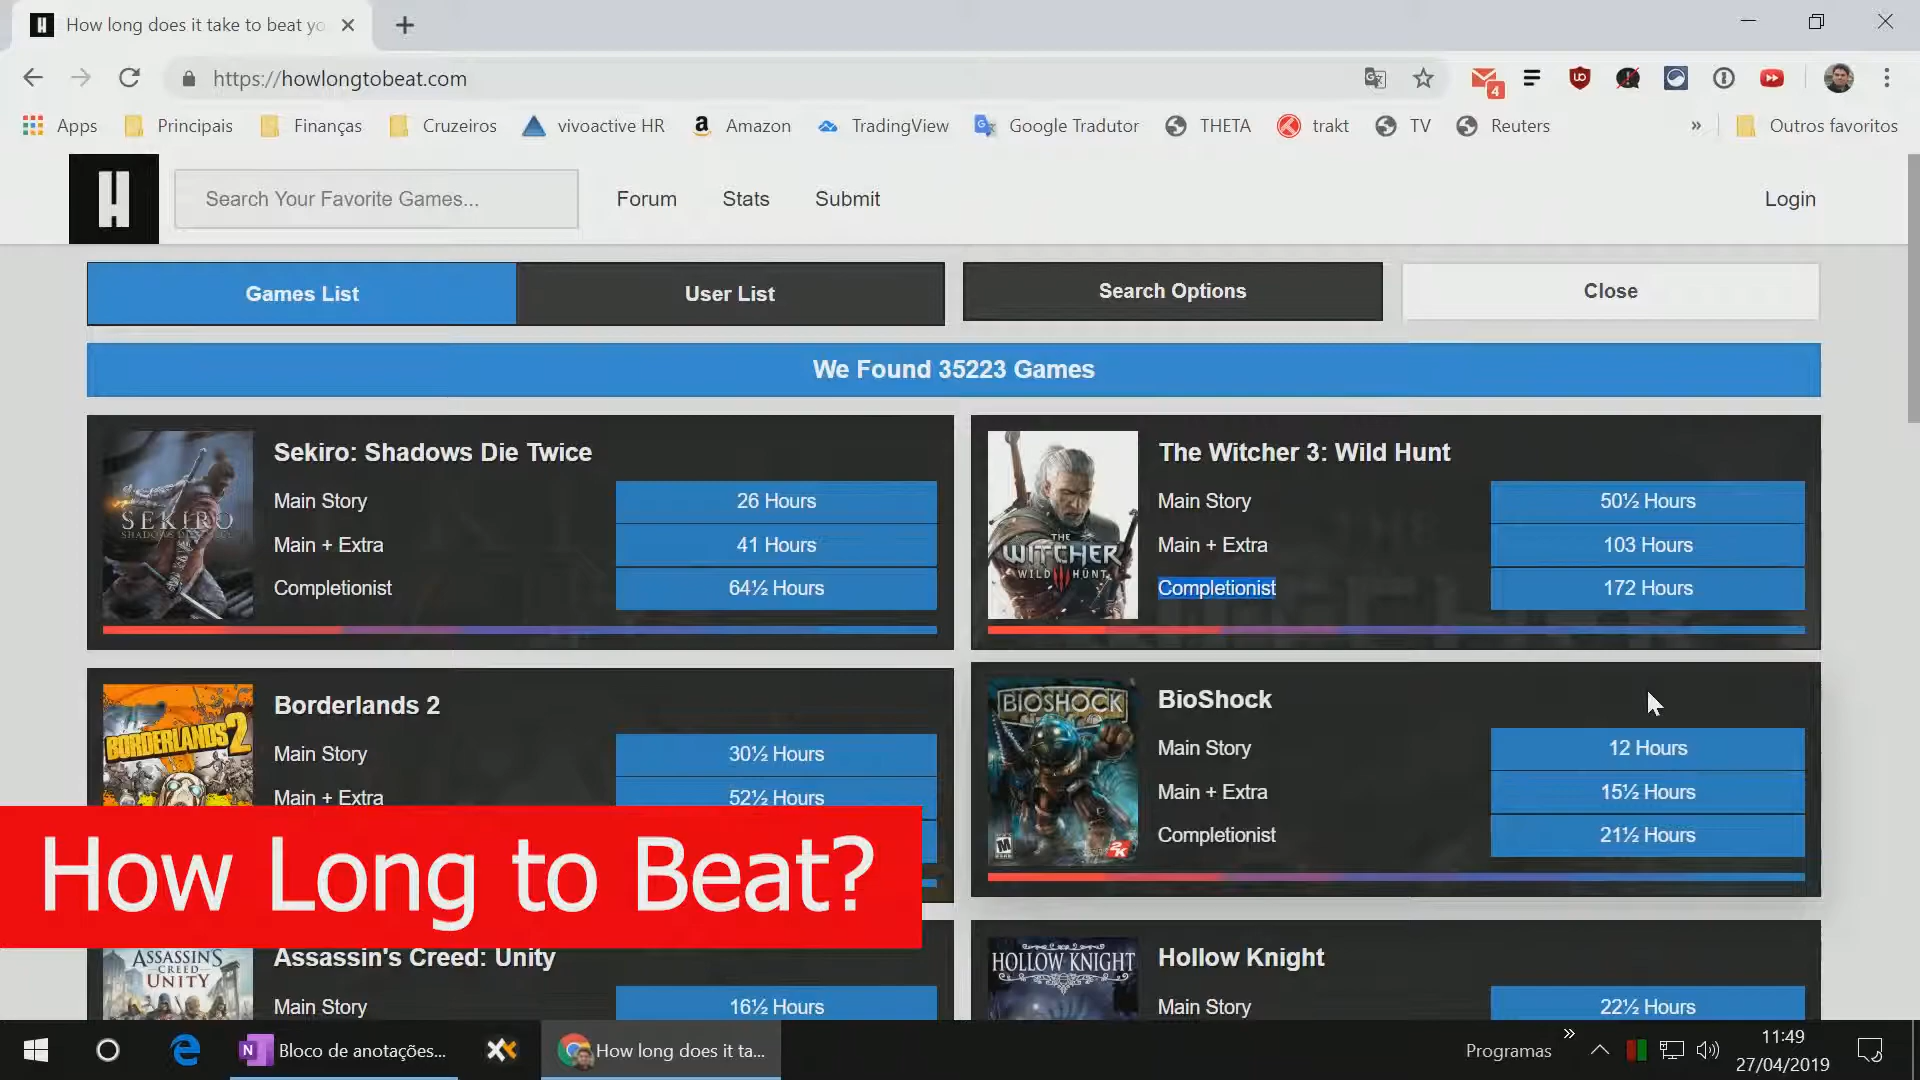 How long does it take to beat yo
https://howlongtobeat.com
4
Apps
Principais
Finanças
Cruzeiros
vivoactive HR
a
Amazon
TradingView
Google Tradutor
THETA
trakt
TV
Reuters
»
Outros favoritos
H
Search Your Favorite Games...
Forum
Stats
Submit
Login
Games List
User List
Search Options
Close
We Found 35223 Games
SEKIRO
SHADOWS DIE TWICE
Sekiro: Shadows Die Twice
Main Story
26 Hours
Main + Extra
41 Hours
Completionist
64½ Hours
THE
WITCHER
WILD HUNT
The Witcher 3: Wild Hunt
Main Story
50½ Hours
Main + Extra
103 Hours
Completionist
172 Hours
BORDERLANDS 2
Borderlands 2
Main Story
30½ Hours
Main + Extra
52½ Hours
BIOSHOCK
M
2K
BioShock
Main Story
12 Hours
Main + Extra
15½ Hours
Completionist
21½ Hours
How Long to Beat?
ASSASSIN'S
CREED
UNITY
Assassin's Creed: Unity
Main Story
16½ Hours
HOLLOW KNIGHT
Hollow Knight
Main Story
22½ Hours
N
Bloco de anotações...
How long does it ta...
Programas
»
11:49
27/04/2019